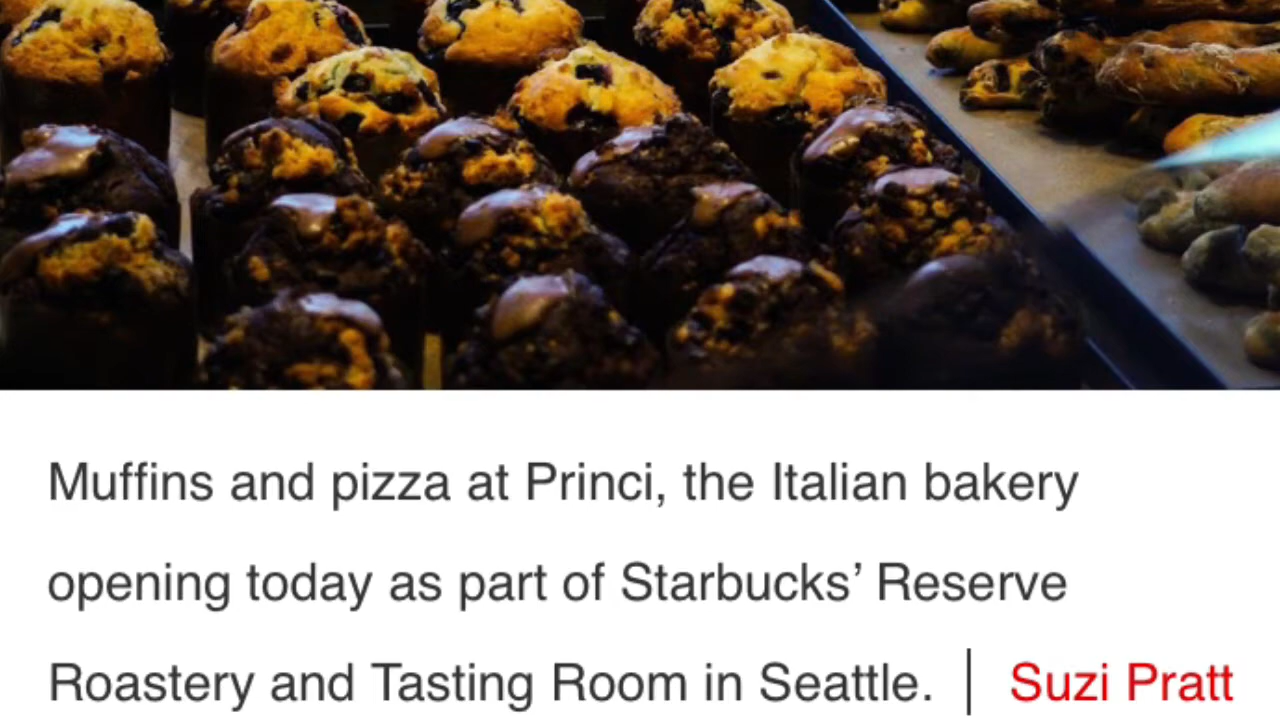 Muffins and pizza at Princi, the Italian bakery
opening today as part of Starbucks’ Reserve
Roastery and Tasting Room in Seattle. | Suzi Pratt